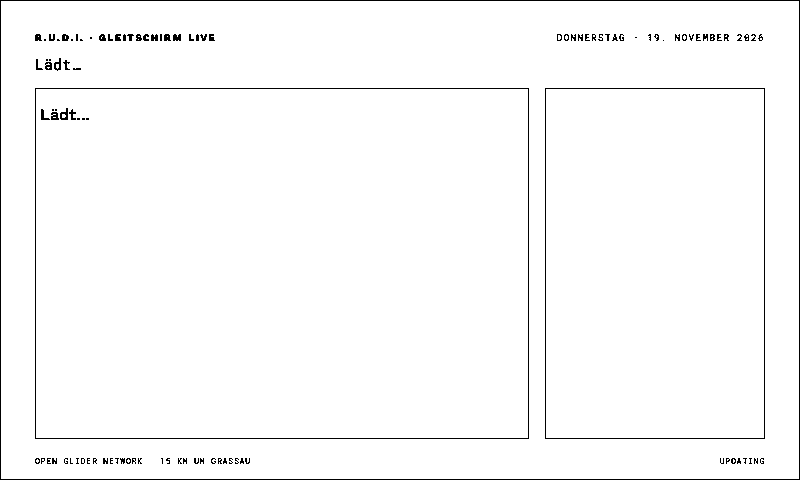 R.U.D.I. · GLEITSCHIRM LIVE
DONNERSTAG · 19. NOVEMBER 2026
Lädt…
Lädt...
OPEN GLIDER NETWORK 15 KM UM GRASSAU
UPDATING